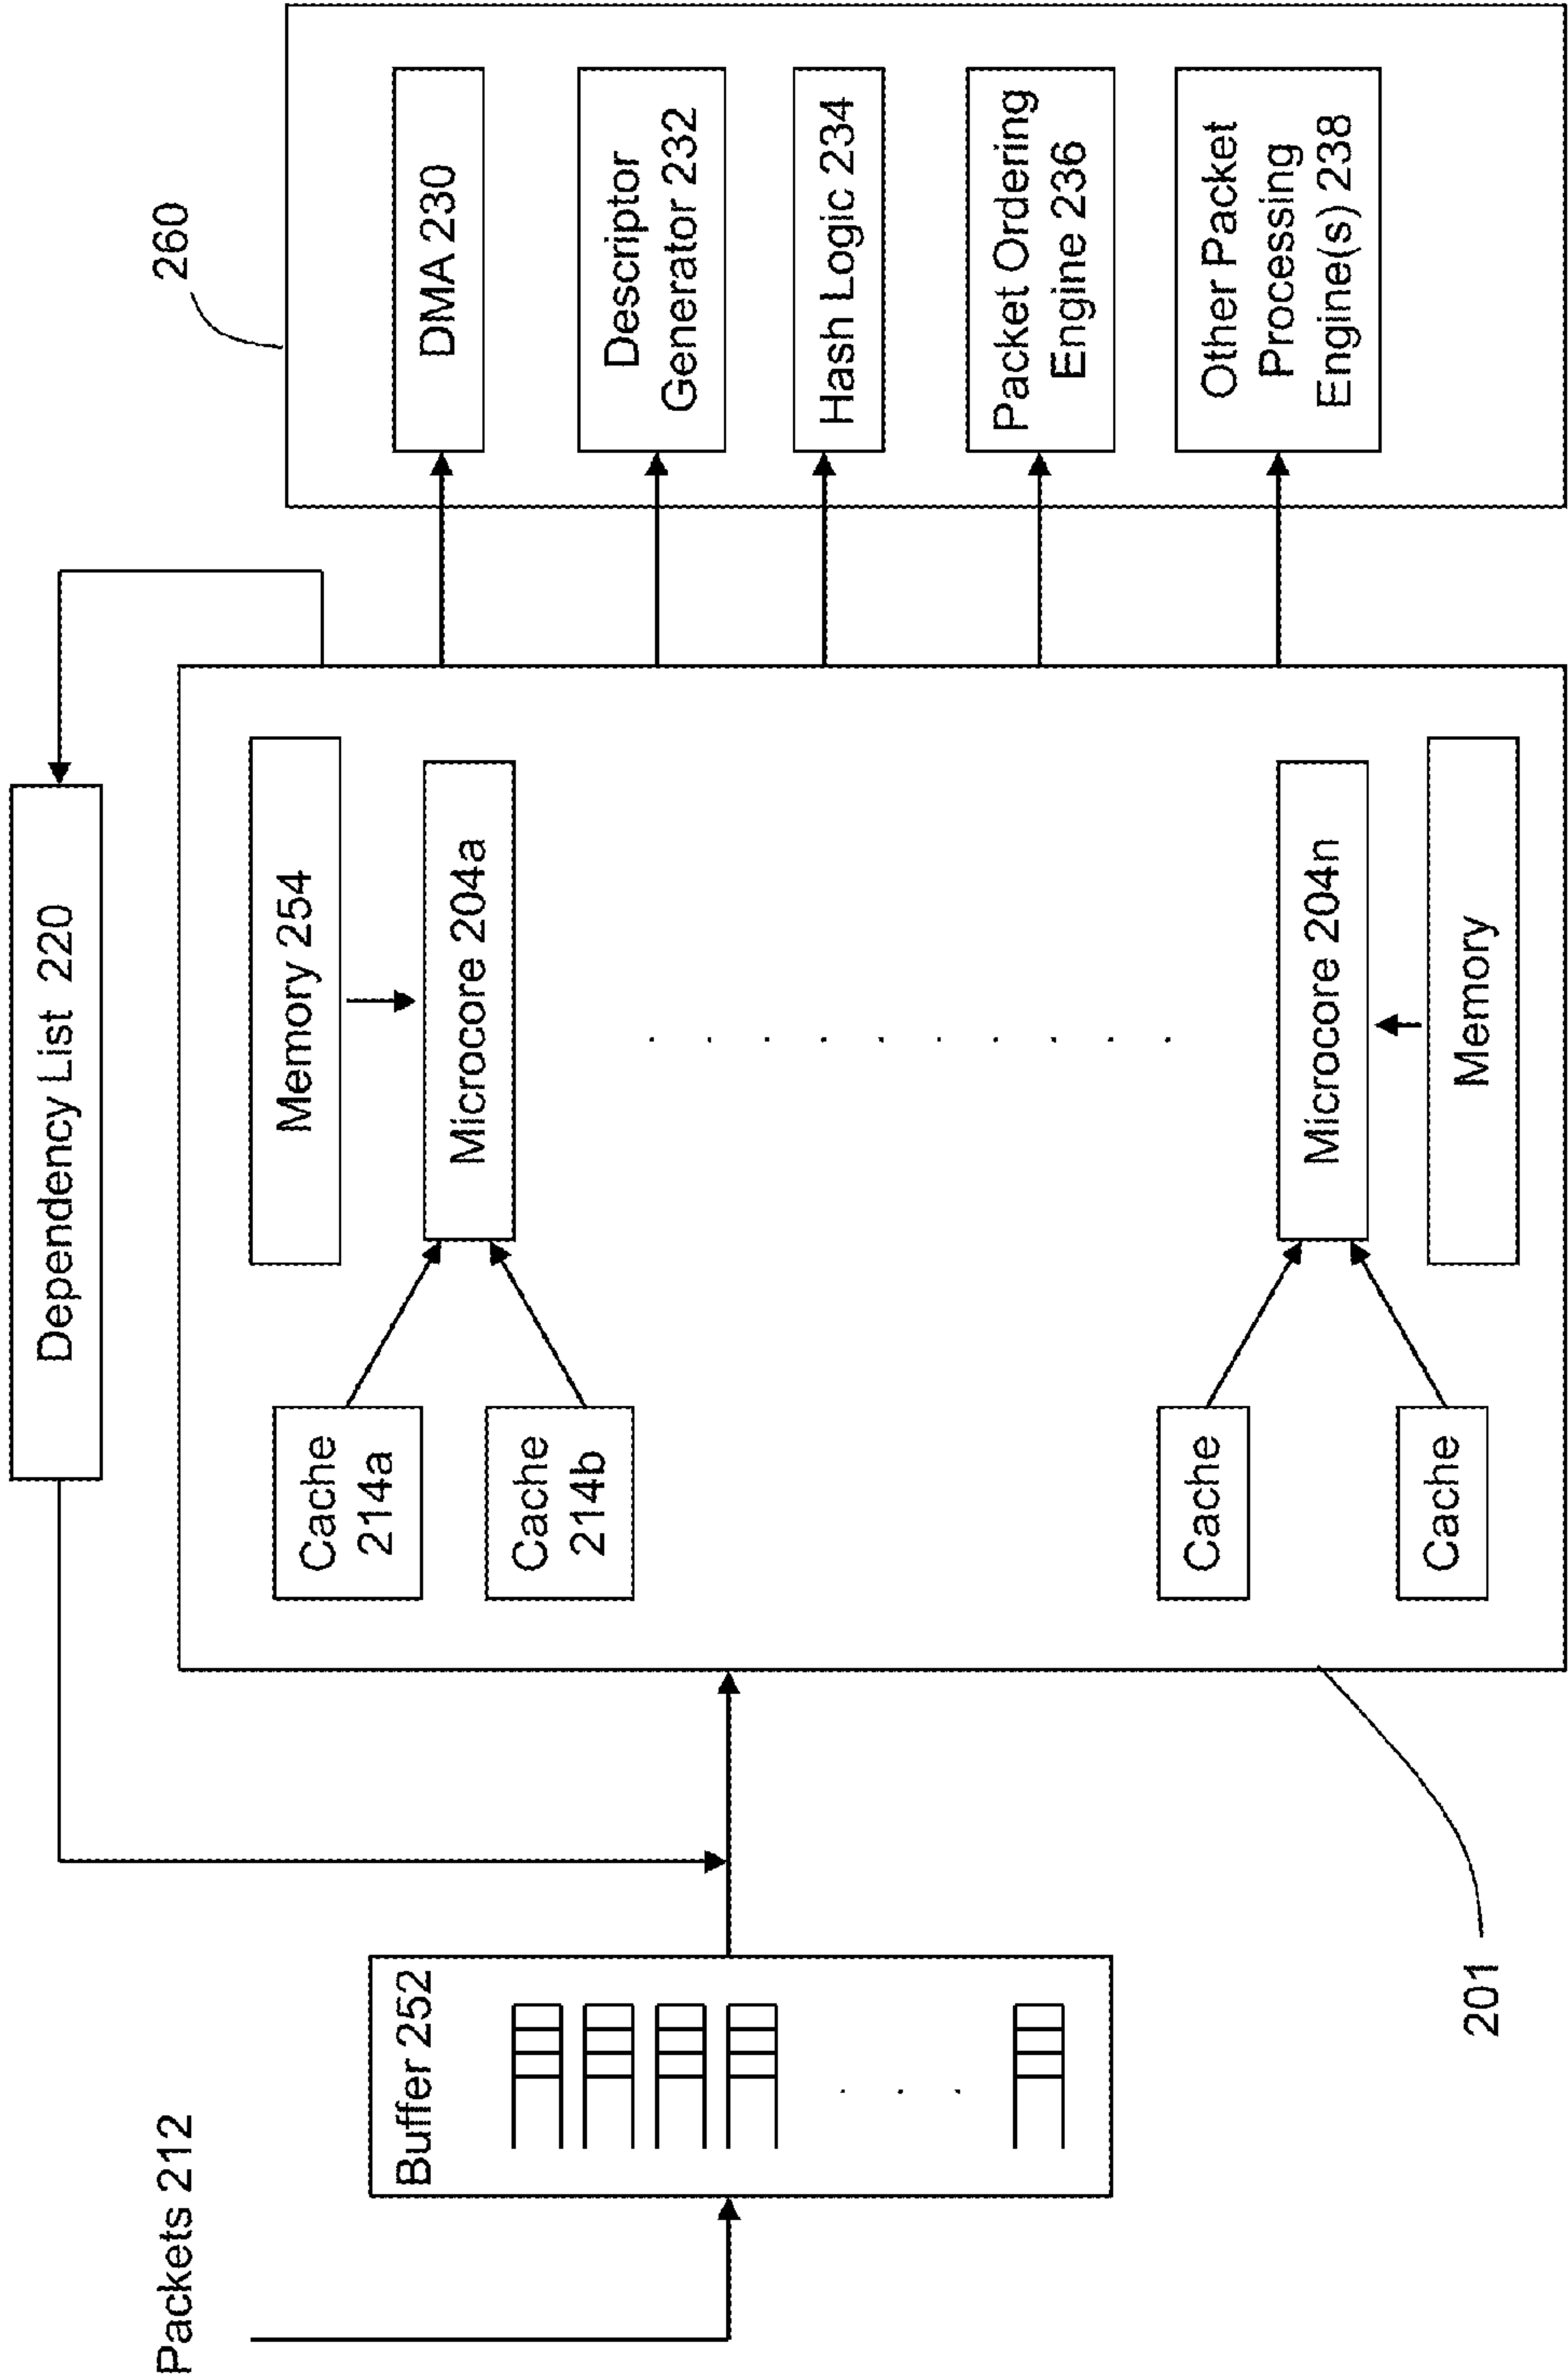 Packets 212
Buffer 252
Dependency List 220
201
Cache
214a
Cache
214b
Memory 254
Microcore 204a
Cache
Cache
Microcore 204n
Memory
260
DMA 230
Descriptor
Generator 232
Hash Logic 234
Packet Ordering
Engine 236
Other Packet
Processing
Engine(s) 238